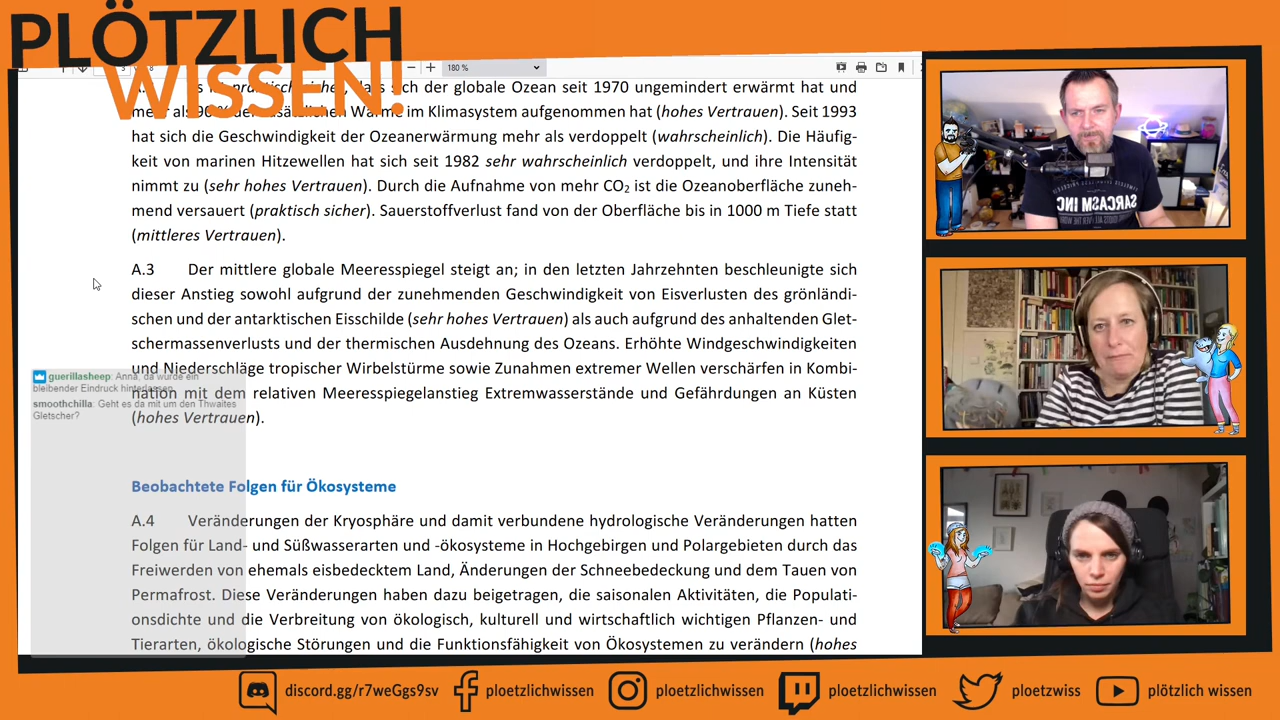 PLÖTZLICH
WISSEN!
180 %
sich der globale Ozean seit 1970 ungemindert erwärmt hat und
mehr als 90 % der zusätzlichen Wärme im Klimasystem aufgenommen hat (hohes Vertrauen). Seit 1993
hat sich die Geschwindigkeit der Ozeanerwärmung mehr als verdoppelt (wahrscheinlich). Die Häufig-
keit von marinen Hitzewellen hat sich seit 1982 sehr wahrscheinlich verdoppelt, und ihre Intensität
nimmt zu (sehr hohes Vertrauen). Durch die Aufnahme von mehr CO₂ ist die Ozeanoberfläche zuneh-
mend versauert (praktisch sicher). Sauerstoffverlust fand von der Oberfläche bis in 1000 m Tiefe statt
(mittleres Vertrauen).
A.3 Der mittlere globale Meeresspiegel steigt an; in den letzten Jahrzehnten beschleunigte sich
dieser Anstieg sowohl aufgrund der zunehmenden Geschwindigkeit von Eisverlusten des grönländi-
schen und der antarktischen Eisschilde (sehr hohes Vertrauen) als auch aufgrund des anhaltenden Glet-
schermassenverlusts und der thermischen Ausdehnung des Ozeans. Erhöhte Windgeschwindigkeiten
und Niederschläge tropischer Wirbelstürme sowie Zunahmen extremer Wellen verschärfen in Kombi-
nation mit dem relativen Meeresspiegelanstieg Extremwasserstände und Gefährdungen an Küsten
(hohes Vertrauen).
guerillasheep: Anna, da würde ein
bleibender Eindruck hinterlassen
smoothchilla: Geht es da mit um den Thwaites
Gletscher?
Beobachtete Folgen für Ökosysteme
A.4 Veränderungen der Kryosphäre und damit verbundene hydrologische Veränderungen hatten
Folgen für Land- und Süßwasserarten und -ökosysteme in Hochgebirgen und Polargebieten durch das
Freiwerden von ehemals eisbedecktem Land, Änderungen der Schneebedeckung und dem Tauen von
Permafrost. Diese Veränderungen haben dazu beigetragen, die saisonalen Aktivitäten, die Populati-
onsdichte und die Verbreitung von ökologisch, kulturell und wirtschaftlich wichtigen Pflanzen- und
Tierarten, ökologische Störungen und die Funktionsfähigkeit von Ökosystemen zu verändern (hohes
SARCASM INC
discord.gg/r7weGgs9sv
ploetzlichwissen
ploetzlichwissen
ploetzlichwissen
ploetzwiss
plötzlich wissen